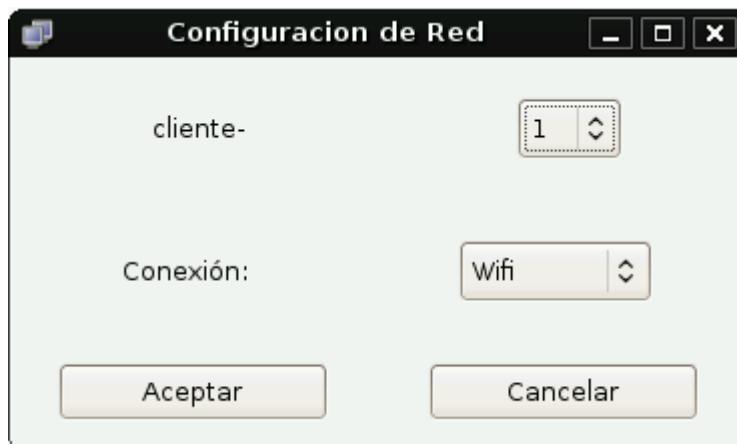 Configuracion de Red
cliente- 1
Conexión: Wifi
Aceptar Cancelar